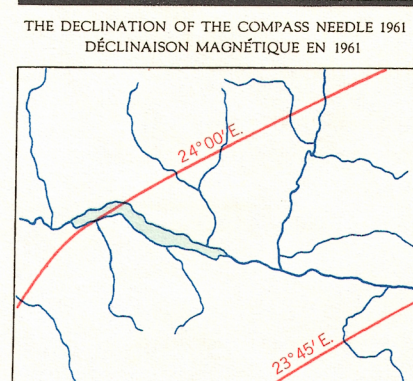 THE DECLINATION OF THE COMPASS NEEDLE 1961
DÉCLINAISON MAGNÉTIQUE EN 1961
24°00′ E.
23°45′ E.